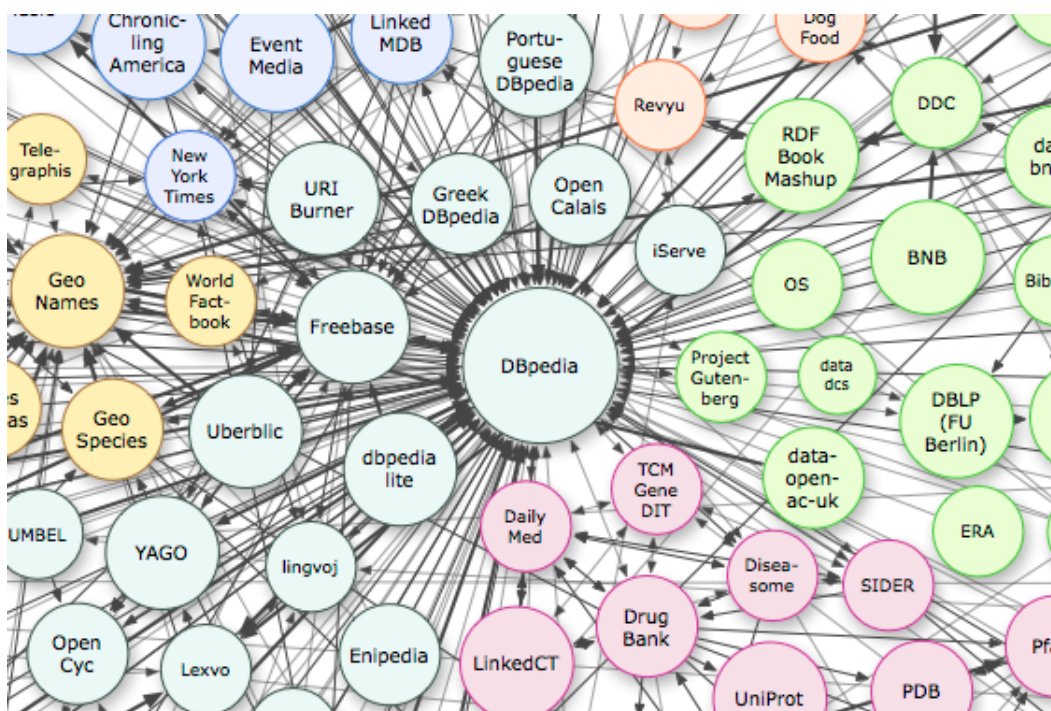 Chronic-
ling
America
Event
Media
Linked
MDB
Portu-
guese
DBpedia
Dog
Food
Revyu
DDC
RDF
Book
Mashup
Tele-
graphis
New
York
Times
URI
Burner
Greek
DBpedia
Open
Calais
iServe
BNB
OS
Geo
Names
World
Fact-
book
Freebase
DBpedia
Project
Guten-
berg
data
dcs
DBLP
(FU
Berlin)
Geo
Species
Uberblic
dbpedia
lite
TCM
Gene
DIT
data-
open-
ac-uk
UMBEL
YAGO
lingvoj
Daily
Med
Disea-
some
SIDER
ERA
Open
Cyc
Lexvo
Enipedia
LinkedCT
Drug
Bank
UniProt
PDB